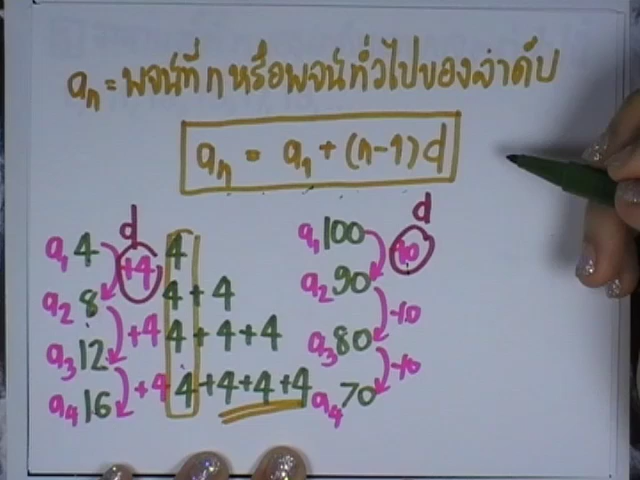 aₙ = พจน์ที่ n หรือพจน์ทั่วไปของลำดับ
aₙ = a₁ + (n-1)d
d
a₁ 4 +4 4
a₂ 8 4 + 4
+4
a₃ 12 4 + 4 + 4
+4
a₄ 16 4 + 4 + 4 + 4
d
a₁ 100 -10
a₂ 90
-10
a₃ 80
-10
a₄ 70